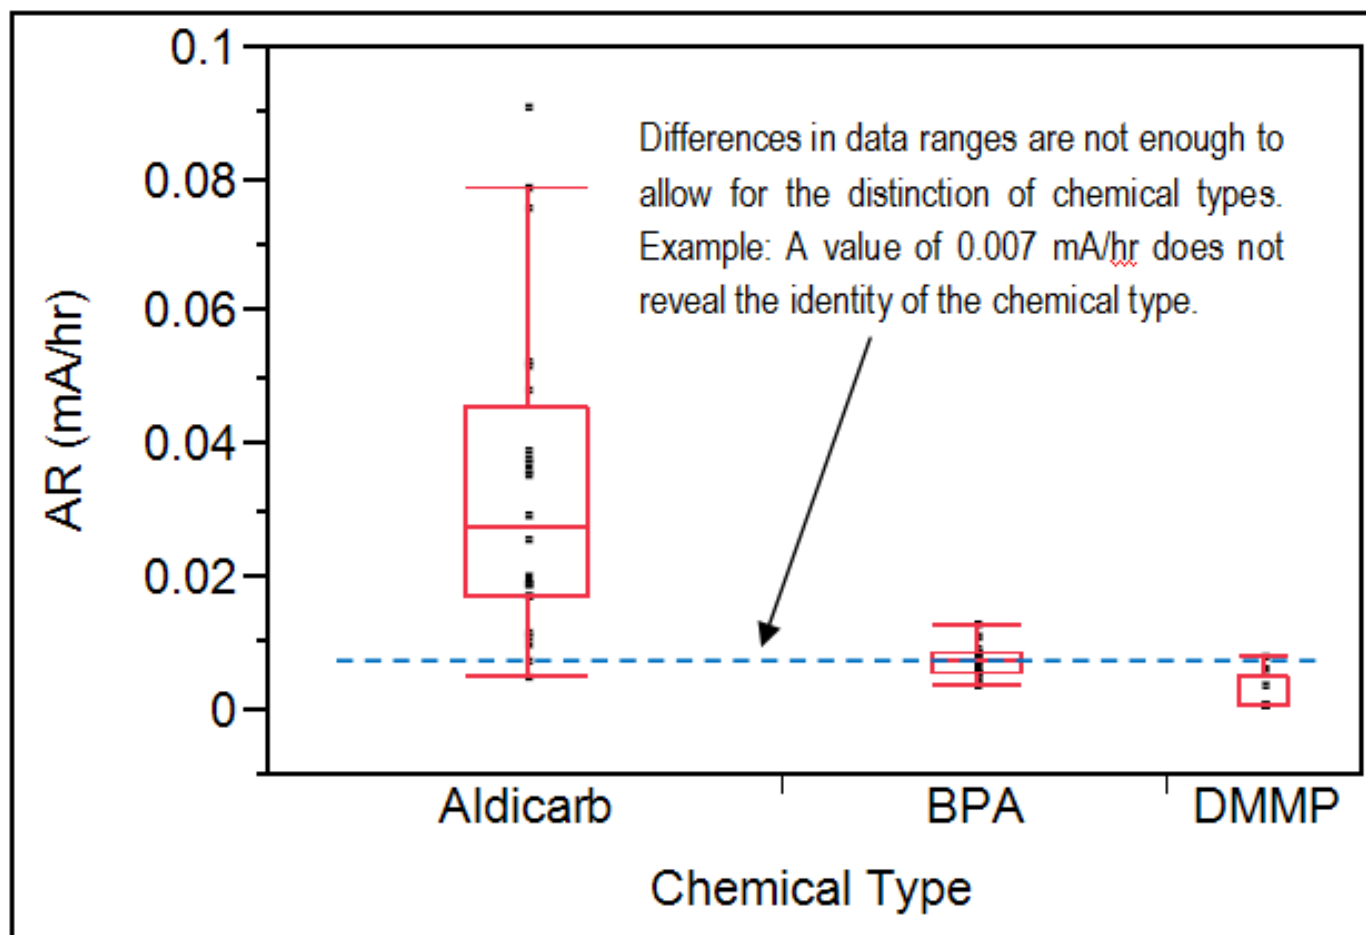 0.1
Differences in data ranges are not enough to
allow for the distinction of chemical types.
Example: A value of 0.007 mA/hr does not
reveal the identity of the chemical type.
0.08
0.06
0.04
0.02
0
AR (mA/hr)
Aldicarb BPA DMMP
Chemical Type